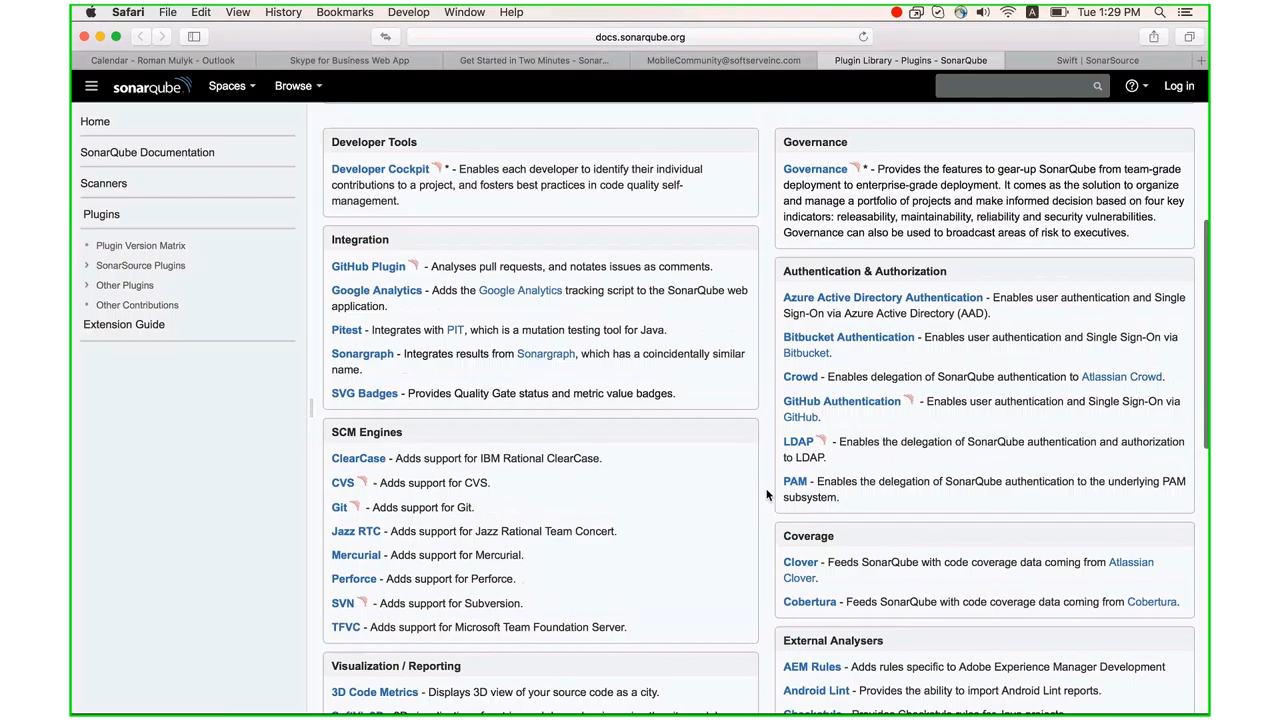 Safari File Edit View History Bookmarks Develop Window Help
A Tue 1:29 PM
docs.sonarqube.org
Calendar - Roman Mulyk - Outlook
Skype for Business Web App
Get Started in Two Minutes - Sonar...
MobileCommunity@softserveinc.com
Plugin Library - Plugins - SonarQube
Swift | SonarSource
sonarqube Spaces Browse
Log in
Home
SonarQube Documentation
Scanners
Plugins
Plugin Version Matrix
SonarSource Plugins
Other Plugins
Other Contributions
Extension Guide
Developer Tools
Developer Cockpit * - Enables each developer to identify their individual
contributions to a project, and fosters best practices in code quality self-
management.
Integration
GitHub Plugin - Analyses pull requests, and notates issues as comments.
Google Analytics - Adds the Google Analytics tracking script to the SonarQube web
application.
Pitest - Integrates with PIT, which is a mutation testing tool for Java.
Sonargraph - Integrates results from Sonargraph, which has a coincidentally similar
name.
SVG Badges - Provides Quality Gate status and metric value badges.
SCM Engines
ClearCase - Adds support for IBM Rational ClearCase.
CVS - Adds support for CVS.
Git - Adds support for Git.
Jazz RTC - Adds support for Jazz Rational Team Concert.
Mercurial - Adds support for Mercurial.
Perforce - Adds support for Perforce.
SVN - Adds support for Subversion.
TFVC - Adds support for Microsoft Team Foundation Server.
Visualization / Reporting
3D Code Metrics - Displays 3D view of your source code as a city.
Governance
Governance * - Provides the features to gear-up SonarQube from team-grade
deployment to enterprise-grade deployment. It comes as the solution to organize
and manage a portfolio of projects and make informed decision based on four key
indicators: releasability, maintainability, reliability and security vulnerabilities.
Governance can also be used to broadcast areas of risk to executives.
Authentication & Authorization
Azure Active Directory Authentication - Enables user authentication and Single
Sign-On via Azure Active Directory (AAD).
Bitbucket Authentication - Enables user authentication and Single Sign-On via
Bitbucket.
Crowd - Enables delegation of SonarQube authentication to Atlassian Crowd.
GitHub Authentication - Enables user authentication and Single Sign-On via
GitHub.
LDAP - Enables the delegation of SonarQube authentication and authorization
to LDAP.
PAM - Enables the delegation of SonarQube authentication to the underlying PAM
subsystem.
Coverage
Clover - Feeds SonarQube with code coverage data coming from Atlassian
Clover.
Cobertura - Feeds SonarQube with code coverage data coming from Cobertura.
External Analysers
AEM Rules - Adds rules specific to Adobe Experience Manager Development
Android Lint - Provides the ability to import Android Lint reports.